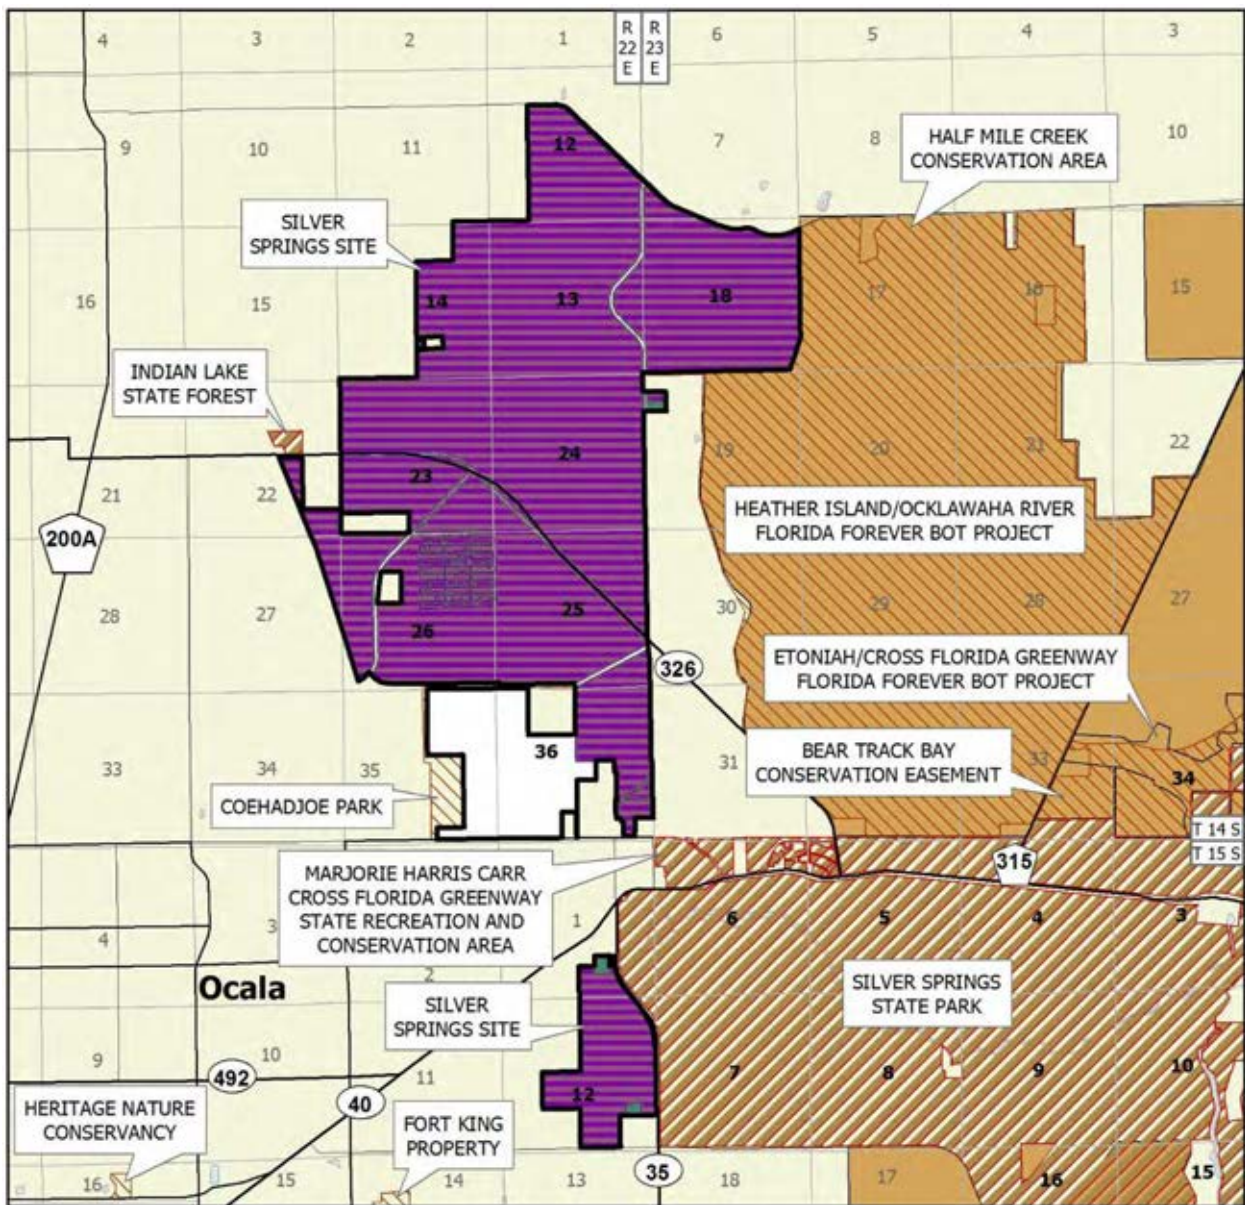 4 3 2 1 R 22 E R 23 E 6 5 4 3
9 10 11 12 7 8 10
HALF MILE CREEK
CONSERVATION AREA
SILVER
SPRINGS SITE
16 15 14 13 18 17 16 15
INDIAN LAKE
STATE FOREST
21 22 23 24 19 20 21 22
200A
HEATHER ISLAND/OCKLAWAHA RIVER
FLORIDA FOREVER BOT PROJECT
28 27 26 25 30 29 28 27
326
ETONIAH/CROSS FLORIDA GREENWAY
FLORIDA FOREVER BOT PROJECT
33 34 35 36 31 33 34
BEAR TRACK BAY
CONSERVATION EASEMENT
COEHADJOE PARK
T 14 S
T 15 S
315
MARJORIE HARRIS CARR
CROSS FLORIDA GREENWAY
STATE RECREATION AND
CONSERVATION AREA
4 3 2 1 6 5 4 3
Ocala
SILVER
SPRINGS SITE
SILVER SPRINGS
STATE PARK
9 10 11 12 7 8 9 10
492
40
HERITAGE NATURE
CONSERVANCY
FORT KING
PROPERTY
35
16 15 14 13 18 17 16 15